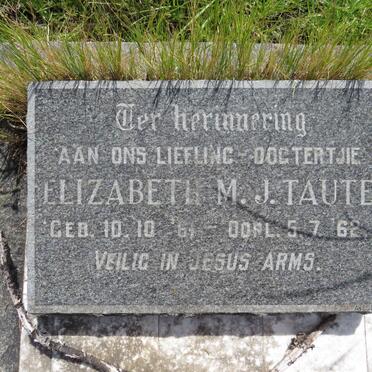 Ter herinnering
AAN ONS LIEFLING-DOGTERTJIE
ELIZABETH M. J. TAUTE
GEB. 10. 10 '61 - OORL. 5. 7. '62
VEILIG IN JESUS ARMS.